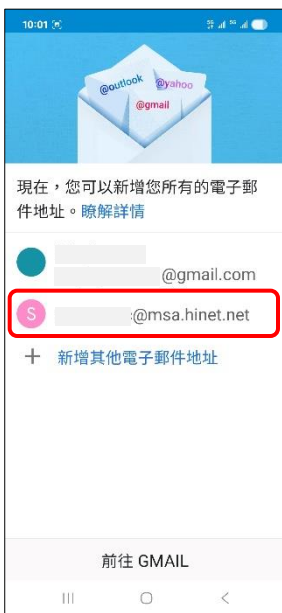 10:01
@outlook @yahoo
@gmail
現在，您可以新增您所有的電子郵
件地址。瞭解詳情
@gmail.com
S @msa.hinet.net
＋ 新增其他電子郵件地址
前往 GMAIL